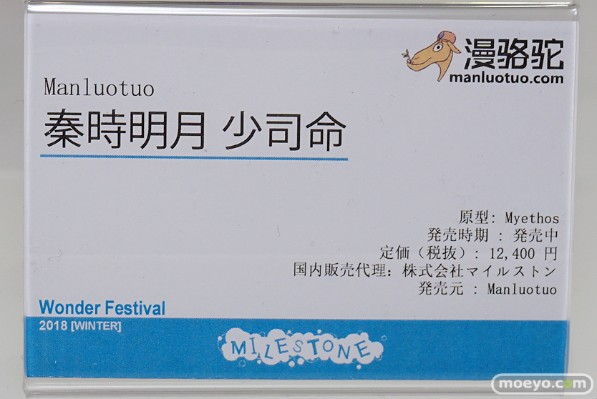 漫骆驼
manluotuo.com
Manluotuo
秦時明月 少司命
原型: Myethos
発売時期 : 発売中
定価（税抜）: 12,400 円
国内販売代理: 株式会社マイルストン
発売元 : Manluotuo
Wonder Festival
2018 [WINTER]
MILESTONE
moeyo.com